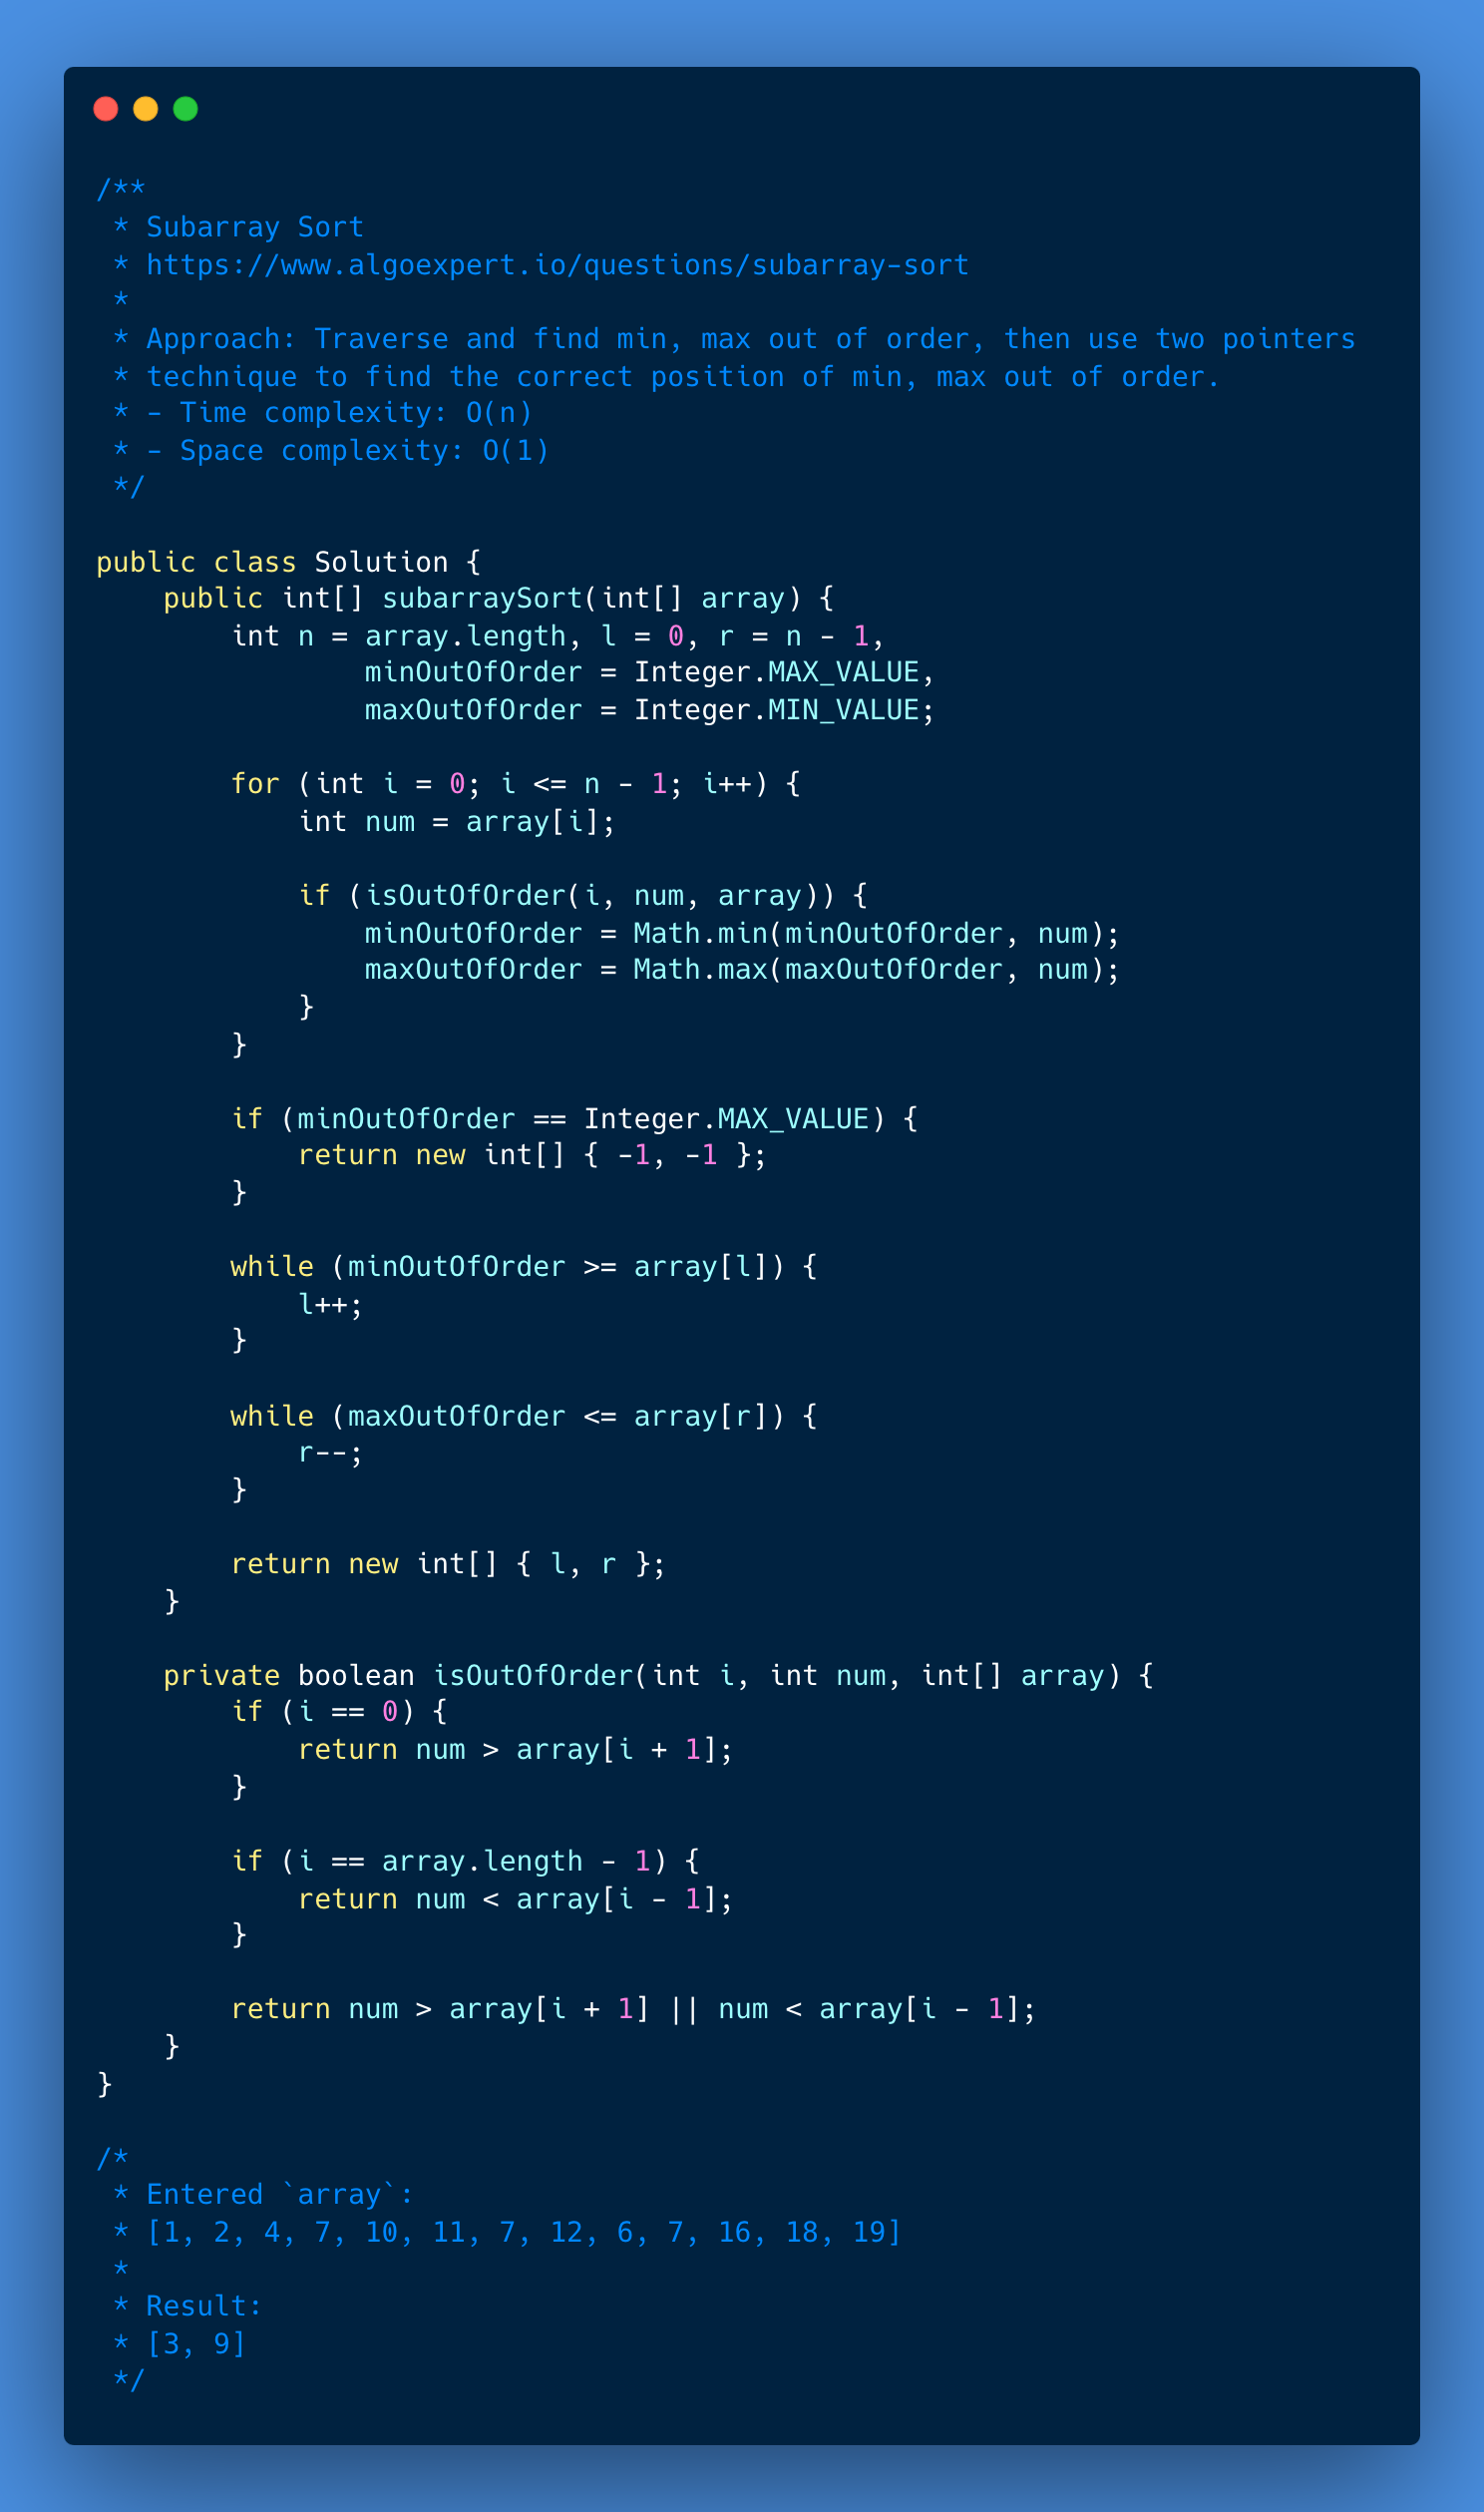 /**
 * Subarray Sort
 * https://www.algoexpert.io/questions/subarray-sort
 *
 * Approach: Traverse and find min, max out of order, then use two pointers
 * technique to find the correct position of min, max out of order.
 * - Time complexity: O(n)
 * - Space complexity: O(1)
 */

public class Solution {
    public int[] subarraySort(int[] array) {
        int n = array.length, l = 0, r = n - 1,
                minOutOfOrder = Integer.MAX_VALUE,
                maxOutOfOrder = Integer.MIN_VALUE;

        for (int i = 0; i <= n - 1; i++) {
            int num = array[i];

            if (isOutOfOrder(i, num, array)) {
                minOutOfOrder = Math.min(minOutOfOrder, num);
                maxOutOfOrder = Math.max(maxOutOfOrder, num);
            }
        }

        if (minOutOfOrder == Integer.MAX_VALUE) {
            return new int[] { -1, -1 };
        }

        while (minOutOfOrder >= array[l]) {
            l++;
        }

        while (maxOutOfOrder <= array[r]) {
            r--;
        }

        return new int[] { l, r };
    }

    private boolean isOutOfOrder(int i, int num, int[] array) {
        if (i == 0) {
            return num > array[i + 1];
        }

        if (i == array.length - 1) {
            return num < array[i - 1];
        }

        return num > array[i + 1] || num < array[i - 1];
    }
}

/*
 * Entered `array`:
 * [1, 2, 4, 7, 10, 11, 7, 12, 6, 7, 16, 18, 19]
 *
 * Result:
 * [3, 9]
 */